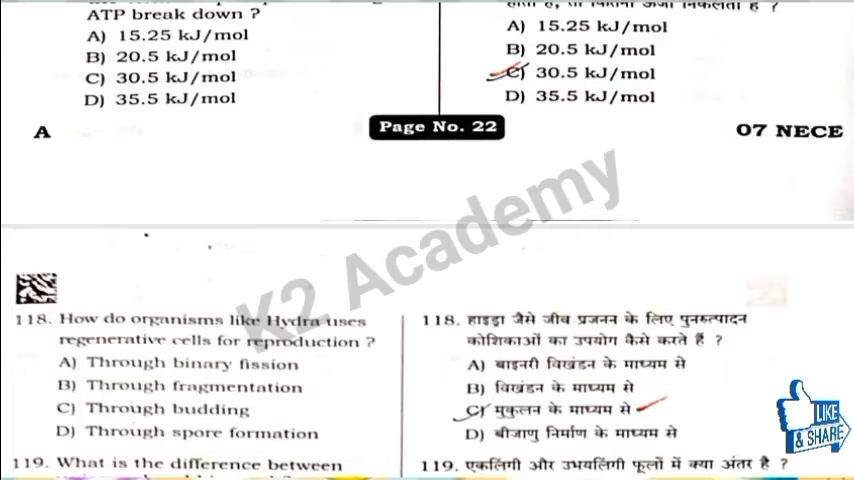 ATP break down ?
A) 15.25 kJ/mol
B) 20.5 kJ/mol
C) 30.5 kJ/mol
D) 35.5 kJ/mol
A) 15.25 kJ/mol
B) 20.5 kJ/mol
C) 30.5 kJ/mol
D) 35.5 kJ/mol
A
Page No. 22
07 NECE
K2 Academy
118. How do organisms like Hydra uses
regenerative cells for reproduction ?
A) Through binary fission
B) Through fragmentation
C) Through budding
D) Through spore formation
119. What is the difference between
118. हाइड्रा जैसे जीव प्रजनन के लिए पुनरुत्पादन
कोशिकाओं का उपयोग कैसे करते हैं ?
A) बाइनरी विखंडन के माध्यम से
B) विखंडन के माध्यम से
C) मुकुलन के माध्यम से
D) बीजाणु निर्माण के माध्यम से
119. एकलिंगी और उभयलिंगी फूलों में क्या अंतर है ?
LIKE
& SHARE